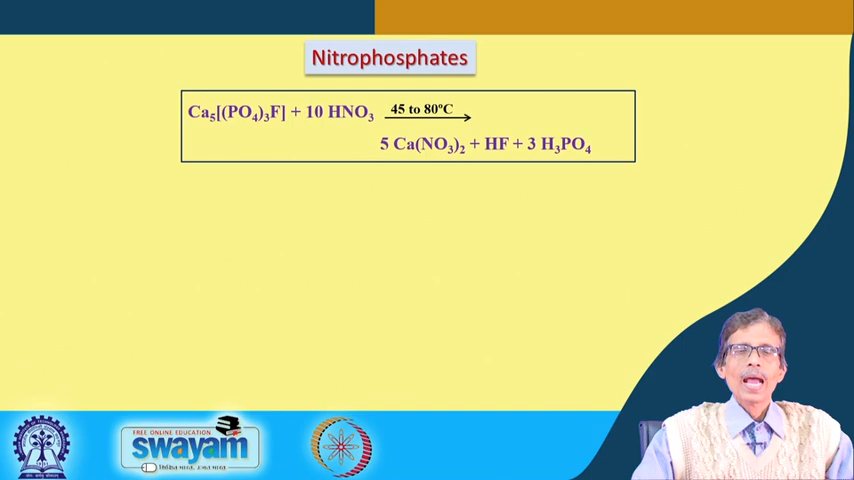 Nitrophosphates
Ca₅[(PO₄)₃F] + 10 HNO₃ 45 to 80ºC
5 Ca(NO₃)₂ + HF + 3 H₃PO₄
FREE ONLINE EDUCATION
swayam